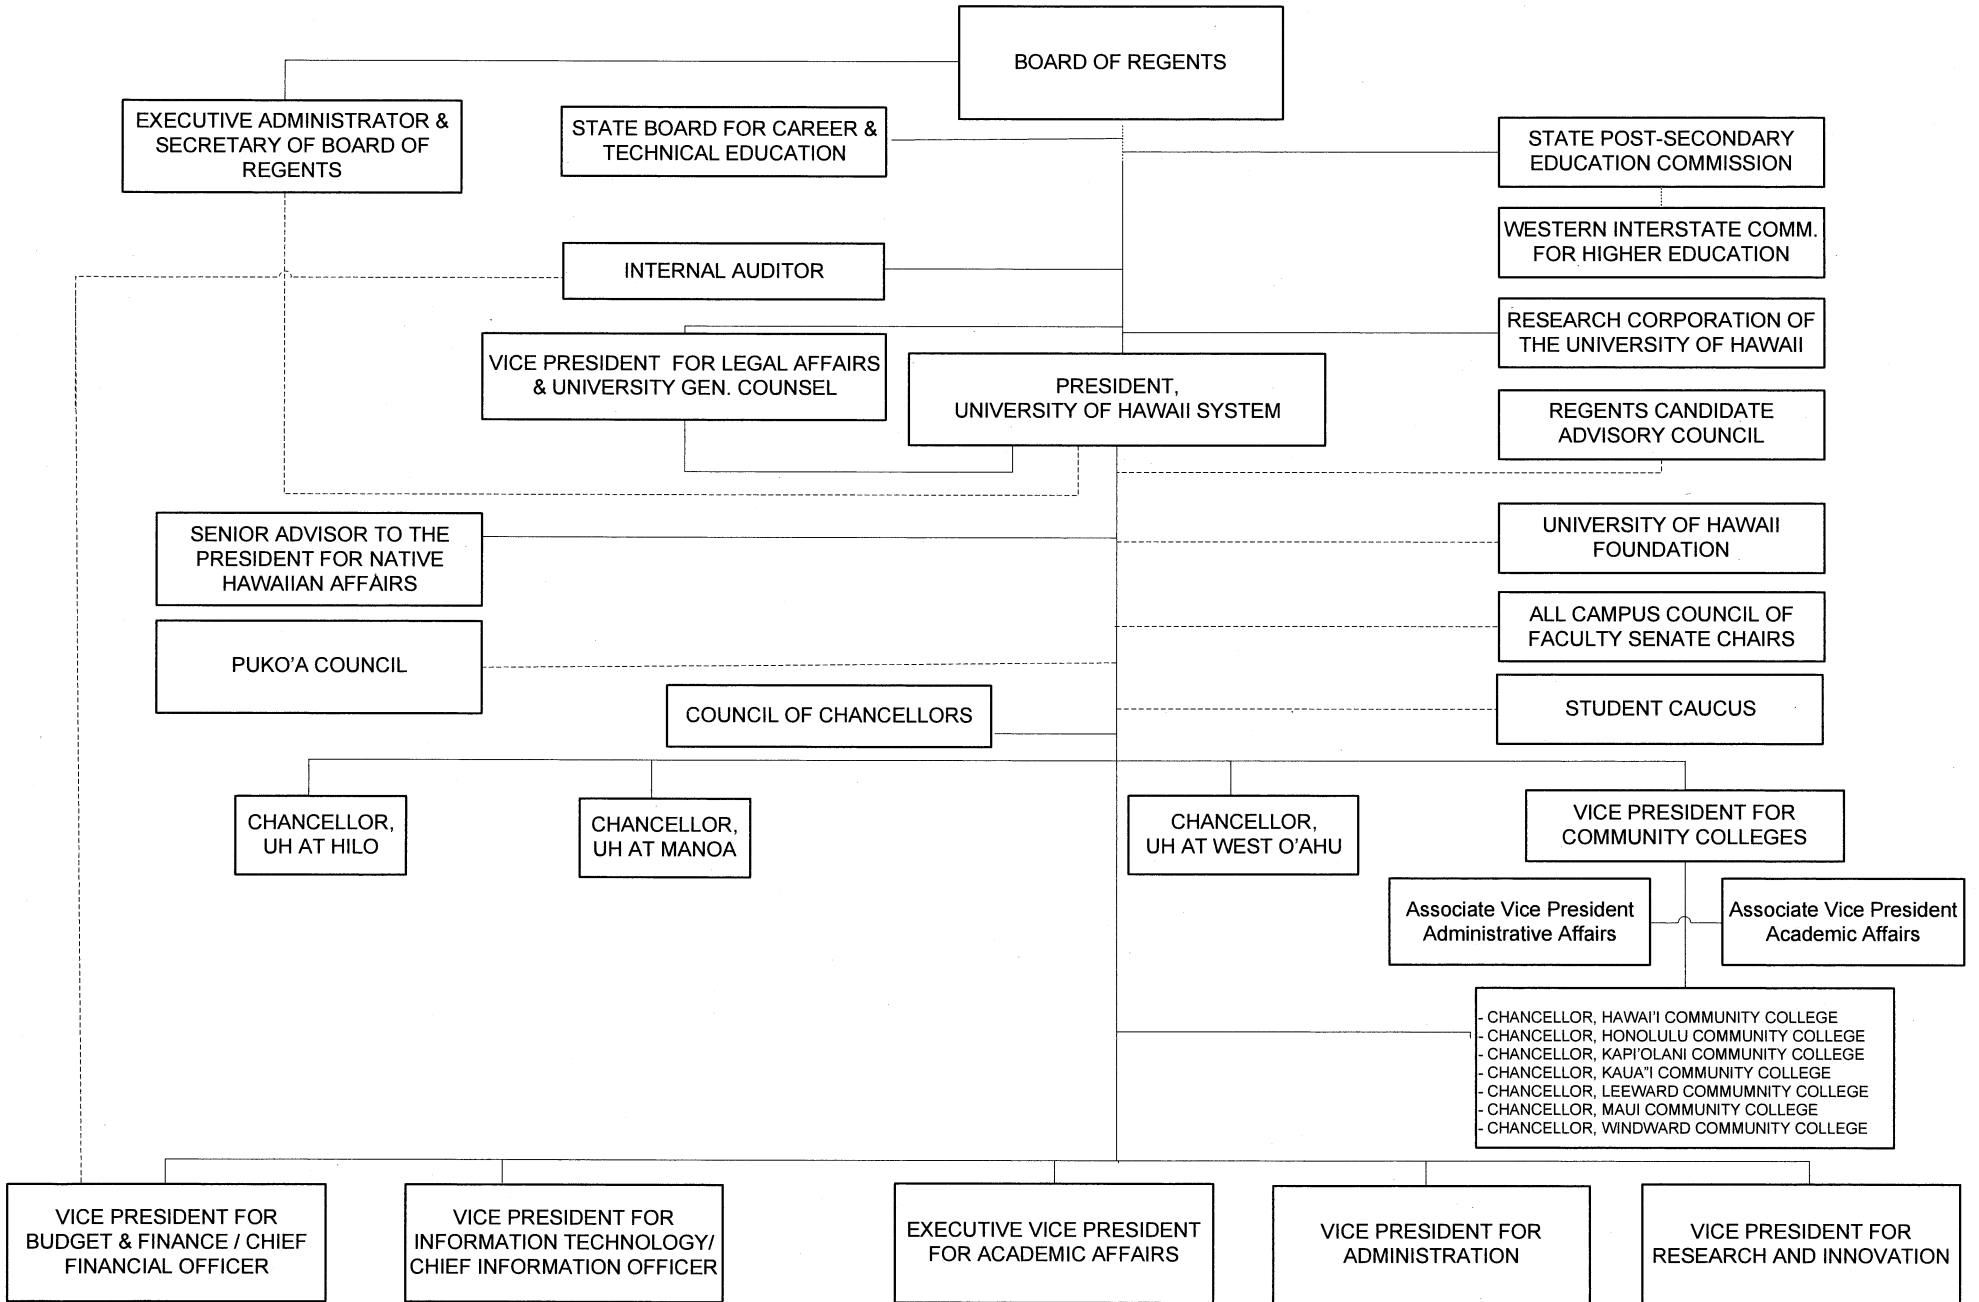 BOARD OF REGENTS
EXECUTIVE ADMINISTRATOR &
SECRETARY OF BOARD OF
REGENTS
STATE BOARD FOR CAREER &
TECHNICAL EDUCATION
STATE POST-SECONDARY
EDUCATION COMMISSION
WESTERN INTERSTATE COMM.
FOR HIGHER EDUCATION
INTERNAL AUDITOR
RESEARCH CORPORATION OF
THE UNIVERSITY OF HAWAII
VICE PRESIDENT FOR LEGAL AFFAIRS
& UNIVERSITY GEN. COUNSEL
PRESIDENT,
UNIVERSITY OF HAWAII SYSTEM
REGENTS CANDIDATE
ADVISORY COUNCIL
SENIOR ADVISOR TO THE
PRESIDENT FOR NATIVE
HAWAIIAN AFFAIRS
UNIVERSITY OF HAWAII
FOUNDATION
ALL CAMPUS COUNCIL OF
FACULTY SENATE CHAIRS
PUKO'A COUNCIL
COUNCIL OF CHANCELLORS
STUDENT CAUCUS
CHANCELLOR,
UH AT HILO
CHANCELLOR,
UH AT MANOA
CHANCELLOR,
UH AT WEST O'AHU
VICE PRESIDENT FOR
COMMUNITY COLLEGES
Associate Vice President
Administrative Affairs
Associate Vice President
Academic Affairs
- CHANCELLOR, HAWAI'I COMMUNITY COLLEGE
- CHANCELLOR, HONOLULU COMMUNITY COLLEGE
- CHANCELLOR, KAPI'OLANI COMMUNITY COLLEGE
- CHANCELLOR, KAUA"I COMMUNITY COLLEGE
- CHANCELLOR, LEEWARD COMMUMNITY COLLEGE
- CHANCELLOR, MAUI COMMUNITY COLLEGE
- CHANCELLOR, WINDWARD COMMUNITY COLLEGE
VICE PRESIDENT FOR
BUDGET & FINANCE / CHIEF
FINANCIAL OFFICER
VICE PRESIDENT FOR
INFORMATION TECHNOLOGY/
CHIEF INFORMATION OFFICER
EXECUTIVE VICE PRESIDENT
FOR ACADEMIC AFFAIRS
VICE PRESIDENT FOR
ADMINISTRATION
VICE PRESIDENT FOR
RESEARCH AND INNOVATION